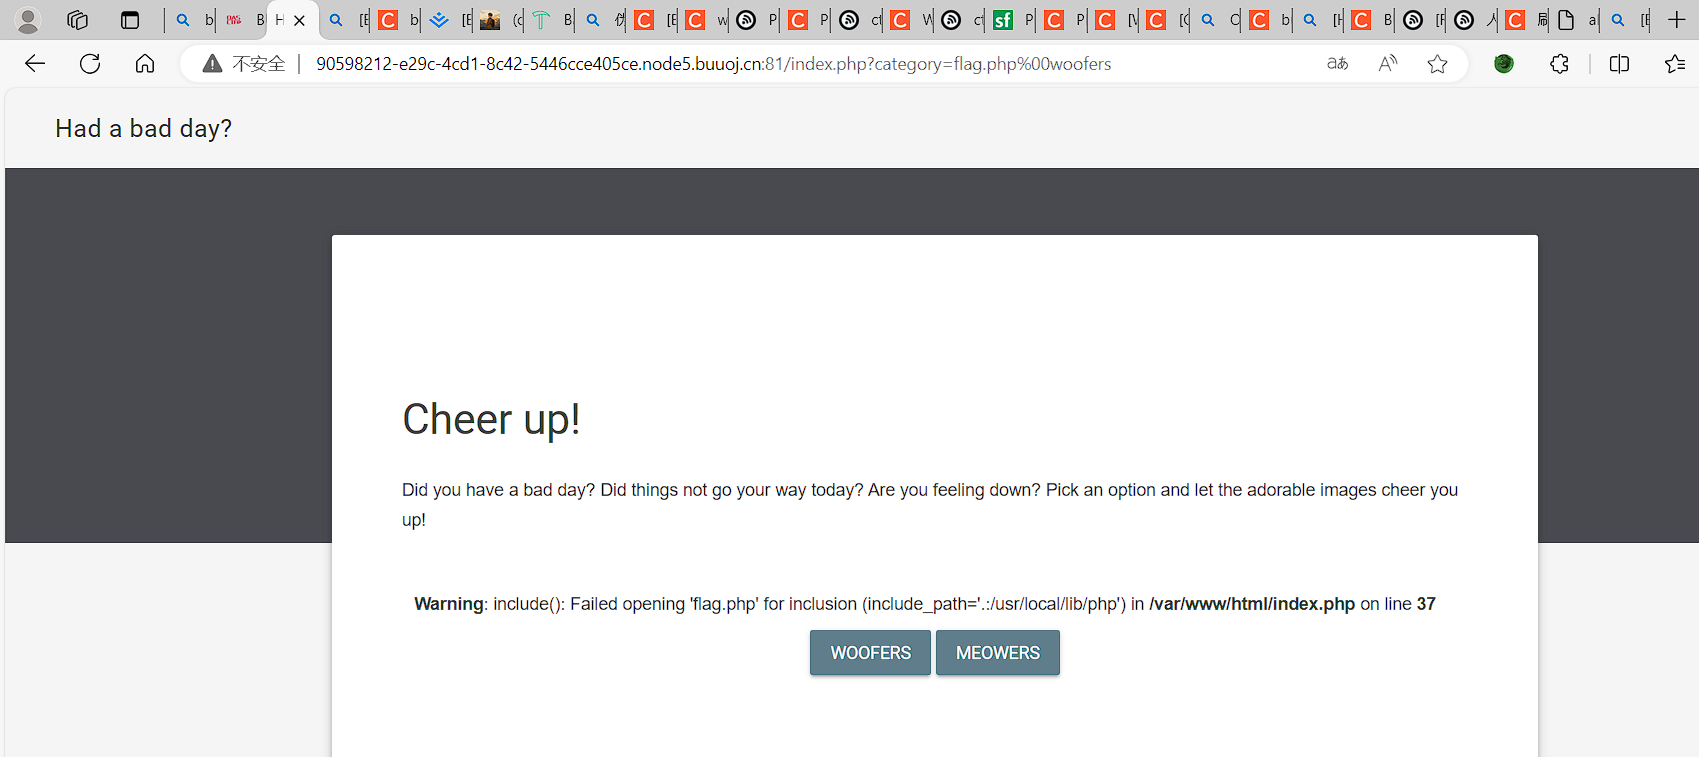 不安全 90598212-e29c-4cd1-8c42-5446cce405ce.node5.buuoj.cn:81/index.php?category=flag.php%00woofers
Had a bad day?
Cheer up!
Did you have a bad day? Did things not go your way today? Are you feeling down? Pick an option and let the adorable images cheer you
up!
Warning: include(): Failed opening 'flag.php' for inclusion (include_path='.:/usr/local/lib/php') in /var/www/html/index.php on line 37
WOOFERS MEOWERS